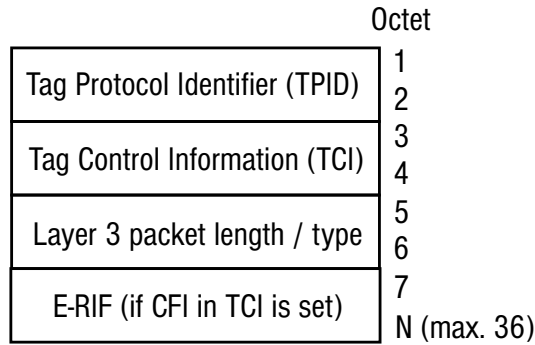 Octet
Tag Protocol Identifier (TPID)
1
2
Tag Control Information (TCI)
3
4
Layer 3 packet length / type
5
6
E-RIF (if CFI in TCI is set)
7
N (max. 36)